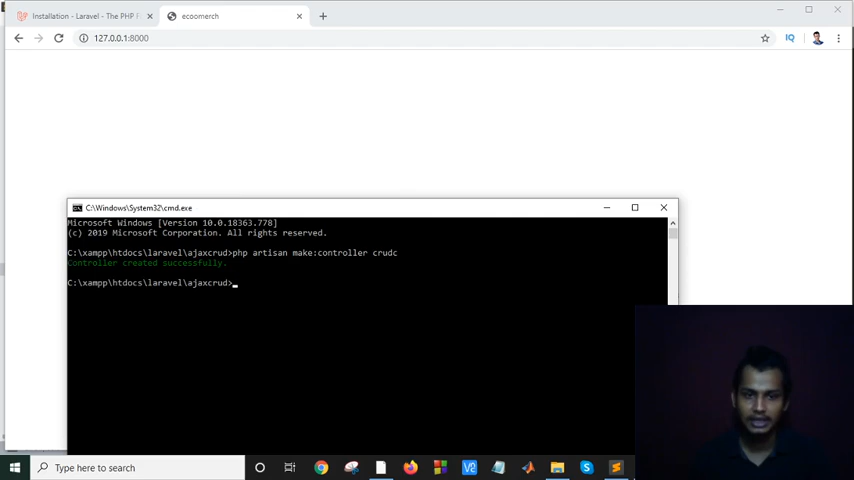 Installation - Laravel - The PHP F
ecoomerch
127.0.0.1:8000
IQ
C:\Windows\System32\cmd.exe
Microsoft Windows [Version 10.0.18363.778]
(c) 2019 Microsoft Corporation. All rights reserved.
C:\xampp\htdocs\laravel\ajaxcrud>php artisan make:controller crudc
Controller created successfully.
C:\xampp\htdocs\laravel\ajaxcrud>
Type here to search